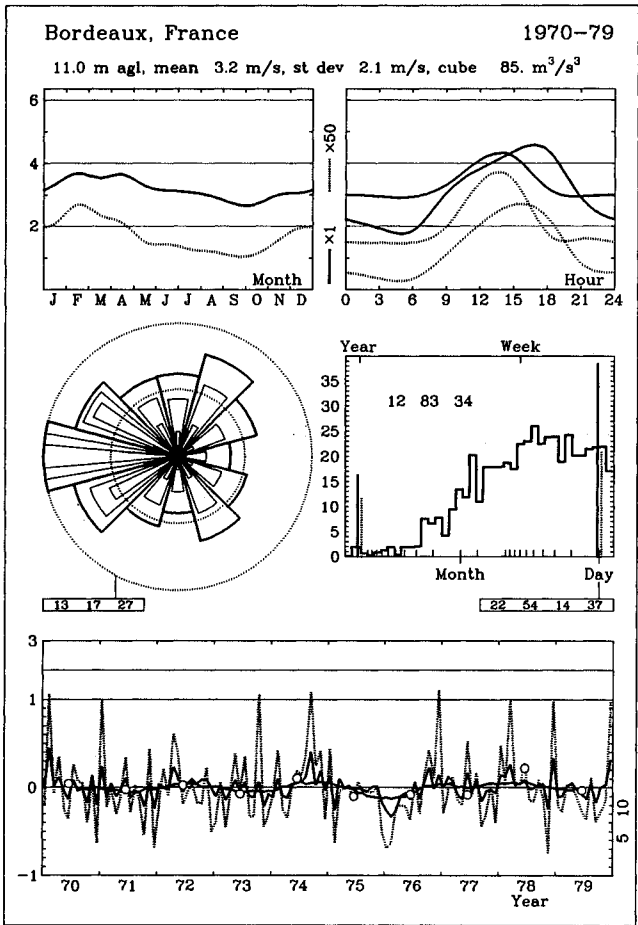 Bordeaux, France 1970-79
11.0 m agl, mean 3.2 m/s, st dev 2.1 m/s, cube 85. m³/s³
6
4
2
Month
J F M A M J J A S O N D
×1 ×50
Hour
0 3 6 9 12 15 18 21 24
Year Week
40
35
30
25
20
15
10
5
0
12 83 34
Month Day
13 17 27
22 54 14 37
3
1
0
-1
5 10
70 71 72 73 74 75 76 77 78 79
Year